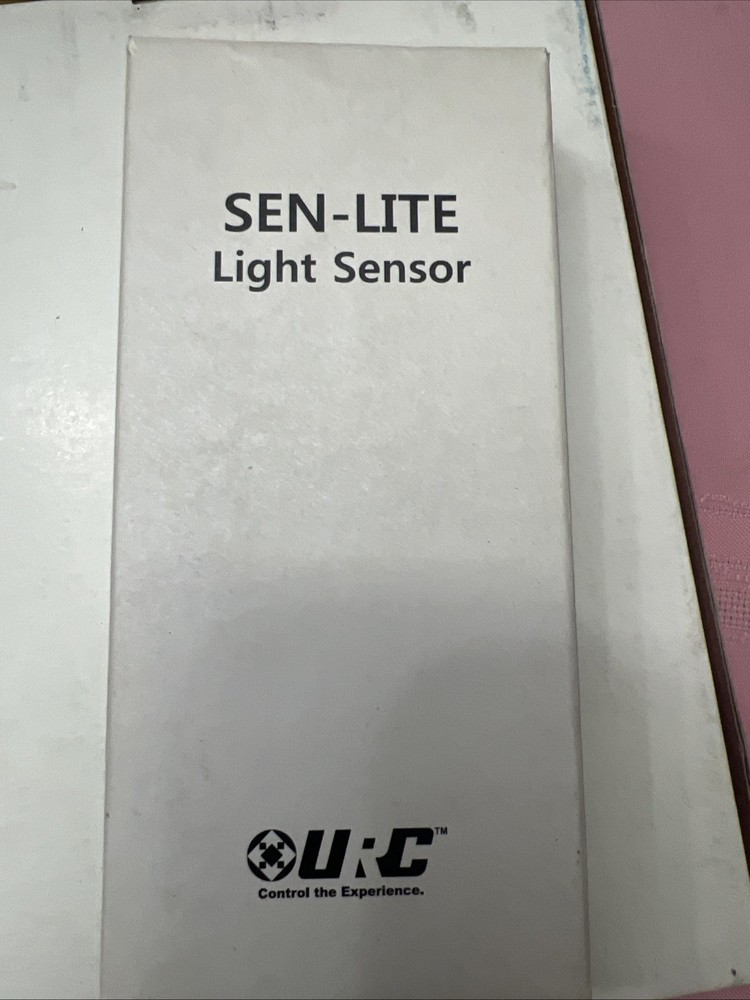 SEN-LITE
Light Sensor
URC™
Control the Experience.